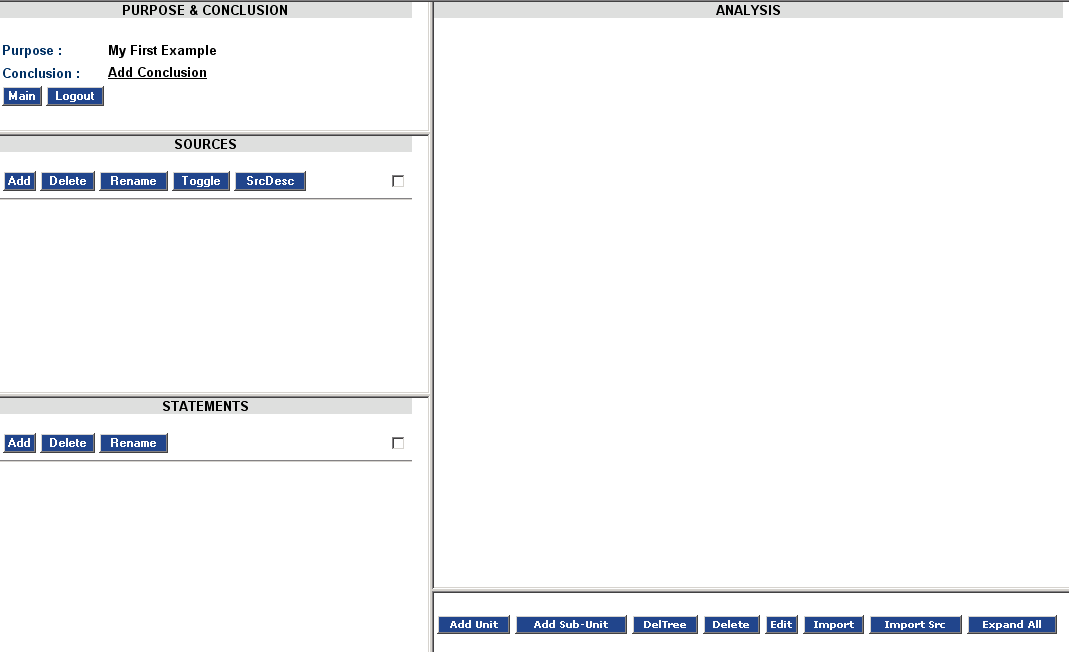 PURPOSE & CONCLUSION
Purpose : My First Example
Conclusion : Add Conclusion
Main Logout
SOURCES
Add Delete Rename Toggle SrcDesc
STATEMENTS
Add Delete Rename
ANALYSIS
Add Unit Add Sub-Unit DelTree Delete Edit Import Import Src Expand All